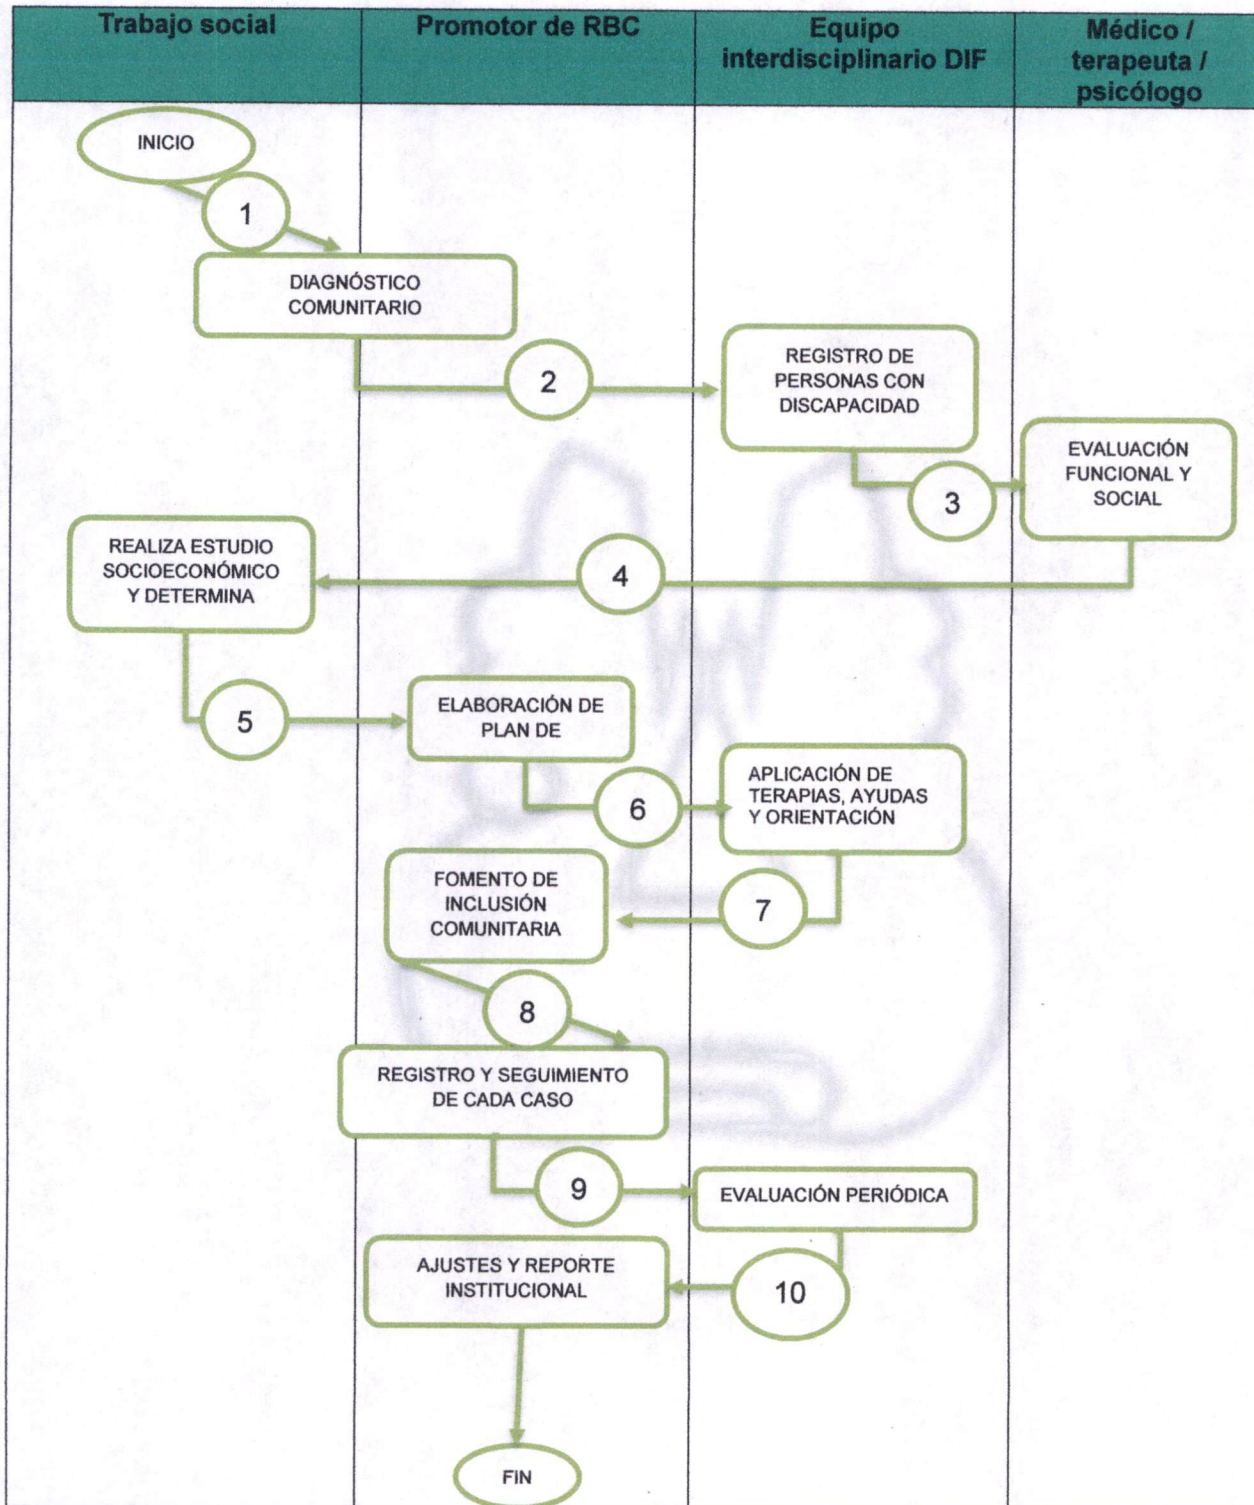 Trabajo social
Promotor de RBC
Equipo
interdisciplinario DIF
Médico /
terapeuta /
psicólogo
INICIO
1
DIAGNÓSTICO
COMUNITARIO
2
REGISTRO DE
PERSONAS CON
DISCAPACIDAD
3
EVALUACIÓN
FUNCIONAL Y
SOCIAL
4
REALIZA ESTUDIO
SOCIOECONÓMICO
Y DETERMINA
5
ELABORACIÓN DE
PLAN DE
6
APLICACIÓN DE
TERAPIAS, AYUDAS
Y ORIENTACIÓN
7
FOMENTO DE
INCLUSIÓN
COMUNITARIA
8
REGISTRO Y SEGUIMIENTO
DE CADA CASO
9
EVALUACIÓN PERIÓDICA
10
AJUSTES Y REPORTE
INSTITUCIONAL
FIN